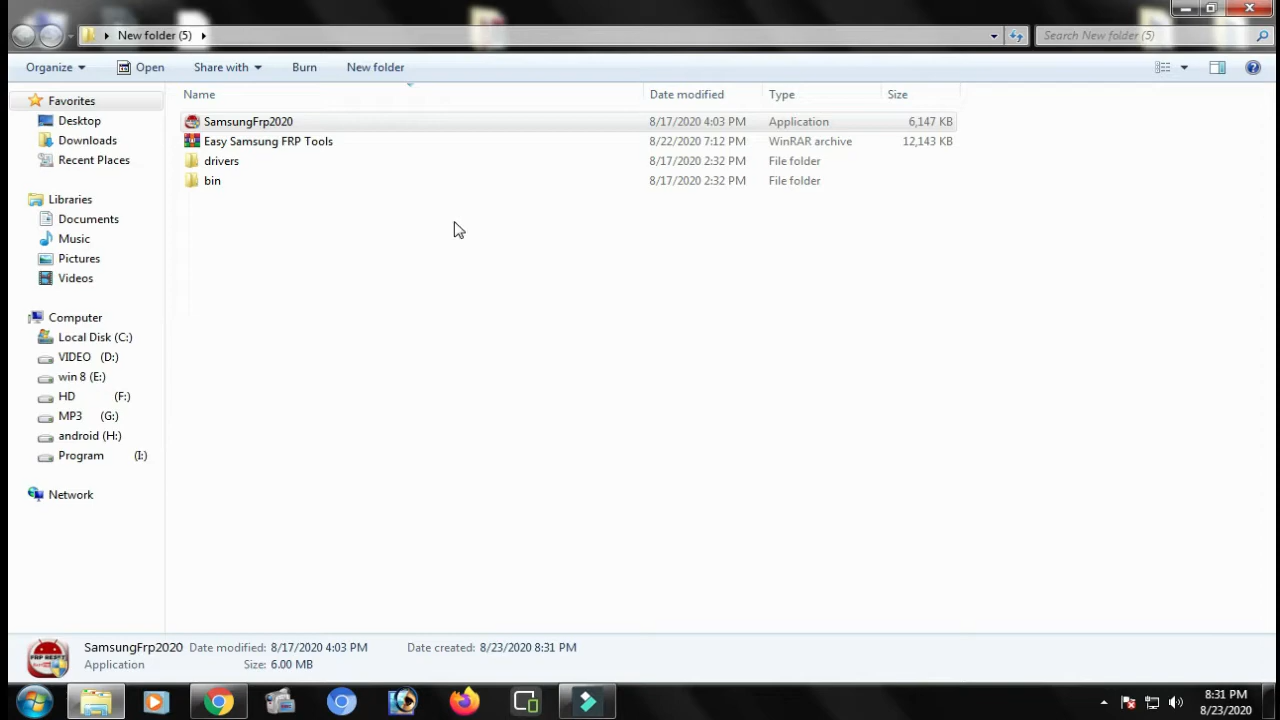 New folder (5)
Search New folder (5)
Organize
Open
Share with
Burn
New folder
Name
Date modified
Type
Size
Favorites
Desktop
Downloads
Recent Places
Libraries
Documents
Music
Pictures
Videos
Computer
Local Disk (C:)
VIDEO (D:)
win 8 (E:)
HD (F:)
MP3 (G:)
android (H:)
Program (I:)
Network
SamsungFrp2020 8/17/2020 4:03 PM Application 6,147 KB
Easy Samsung FRP Tools 8/22/2020 7:12 PM WinRAR archive 12,143 KB
drivers 8/17/2020 2:32 PM File folder
bin 8/17/2020 2:32 PM File folder
FRP RESET
SamsungFrp2020 Date modified: 8/17/2020 4:03 PM Date created: 8/23/2020 8:31 PM
Application Size: 6.00 MB
8:31 PM
8/23/2020